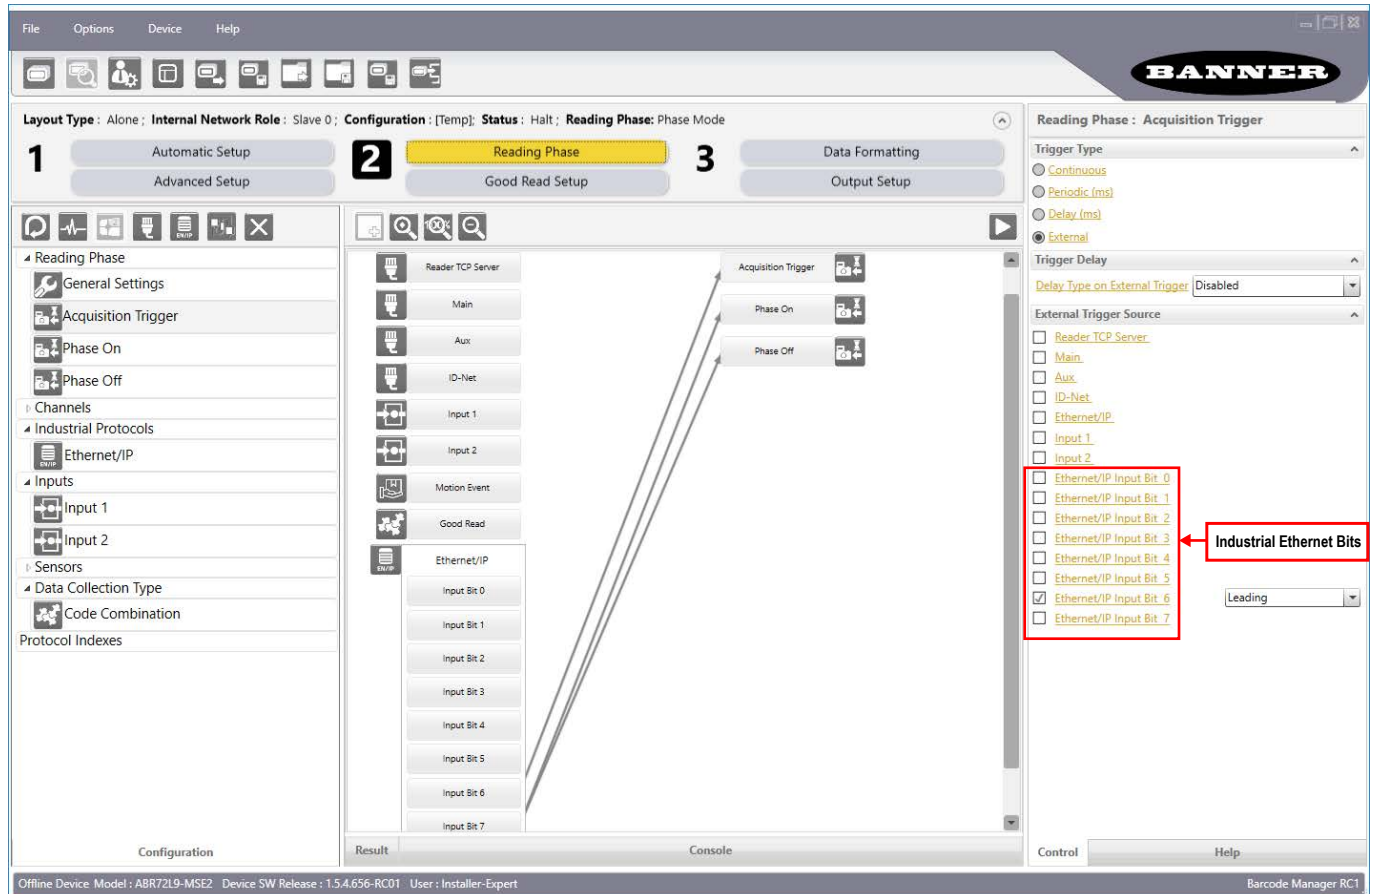 File Options Device Help
BANNER
Layout Type : Alone ; Internal Network Role : Slave 0 ; Configuration : [Temp]; Status : Halt ; Reading Phase: Phase Mode
1 Automatic Setup 2 Reading Phase 3 Data Formatting
Advanced Setup Good Read Setup Output Setup
EN/IP
Reading Phase
General Settings
Acquisition Trigger
Phase On
Phase Off
Channels
Industrial Protocols
EN/IP Ethernet/IP
Inputs
Input 1
Input 2
Sensors
Data Collection Type
Code Combination
Protocol Indexes
Configuration
100%
Reader TCP Server
Main
Aux
ID-Net
Input 1
Input 2
Motion Event
Good Read
EN/IP Ethernet/IP
Input Bit 0
Input Bit 1
Input Bit 2
Input Bit 3
Input Bit 4
Input Bit 5
Input Bit 6
Input Bit 7
Acquisition Trigger
Phase On
Phase Off
Result Console
Reading Phase : Acquisition Trigger
Trigger Type
Continuous
Periodic (ms)
Delay (ms)
External
Trigger Delay
Delay Type on External Trigger Disabled
External Trigger Source
Reader TCP Server
Main
Aux
ID-Net
Ethernet/IP
Input 1
Input 2
Ethernet/IP Input Bit 0
Ethernet/IP Input Bit 1
Ethernet/IP Input Bit 2
Ethernet/IP Input Bit 3
Ethernet/IP Input Bit 4
Ethernet/IP Input Bit 5
Ethernet/IP Input Bit 6 Leading
Ethernet/IP Input Bit 7
Industrial Ethernet Bits
Control Help
Offline Device Model : ABR72L9-MSE2 Device SW Release : 1.5.4.656-RC01 User : Installer-Expert
Barcode Manager RC1